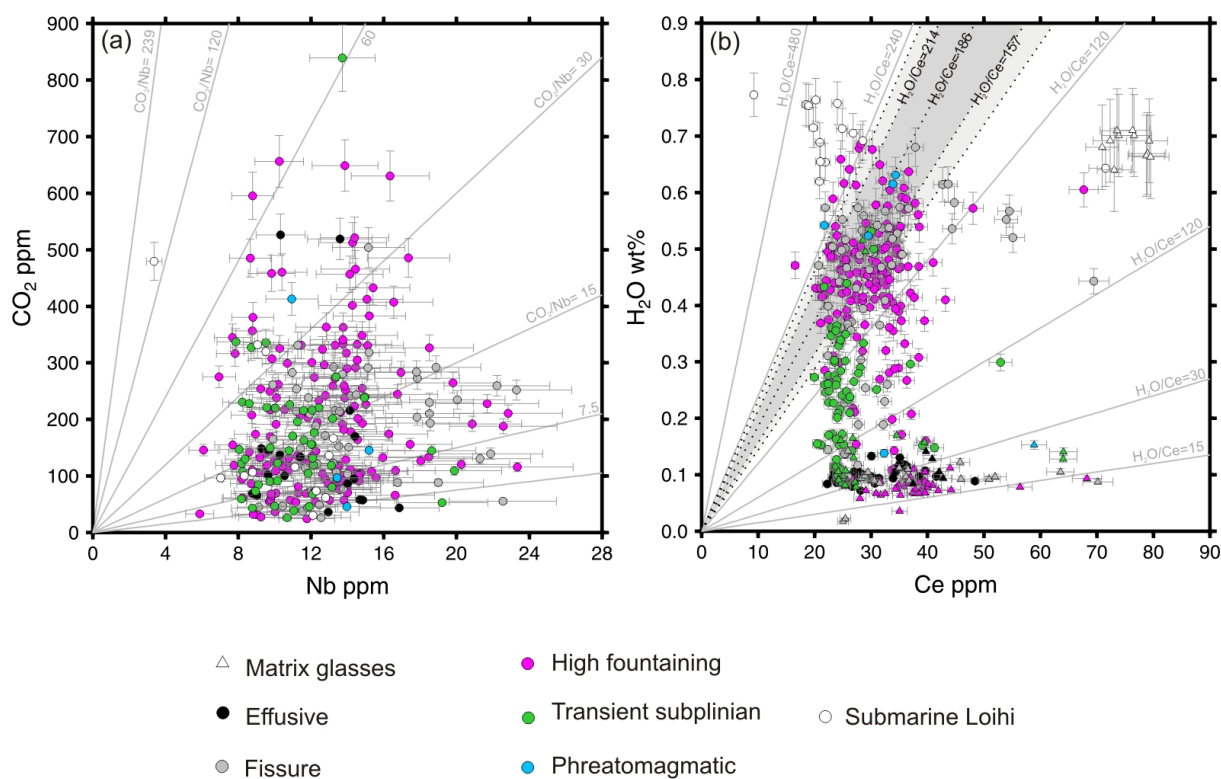 (a)
CO2 ppm
900
800
700
600
500
400
300
200
100
0
0 4 8 12 16 20 24 28
Nb ppm
CO2/Nb= 239
CO2/Nb= 120
60
CO2/Nb= 30
CO2/Nb= 15
7.5
(b)
H2O wt%
0.9
0.8
0.7
0.6
0.5
0.4
0.3
0.2
0.1
0.0
0 10 20 30 40 50 60 70 80 90
Ce ppm
H2O/Ce=480
H2O/Ce=240
H2O/Ce=214
H2O/Ce=186
H2O/Ce=157
H2O/Ce=120
H2O/Ce=120
H2O/Ce=30
H2O/Ce=15
Matrix glasses
High fountaining
Effusive
Transient subplinian
Submarine Loihi
Fissure
Phreatomagmatic